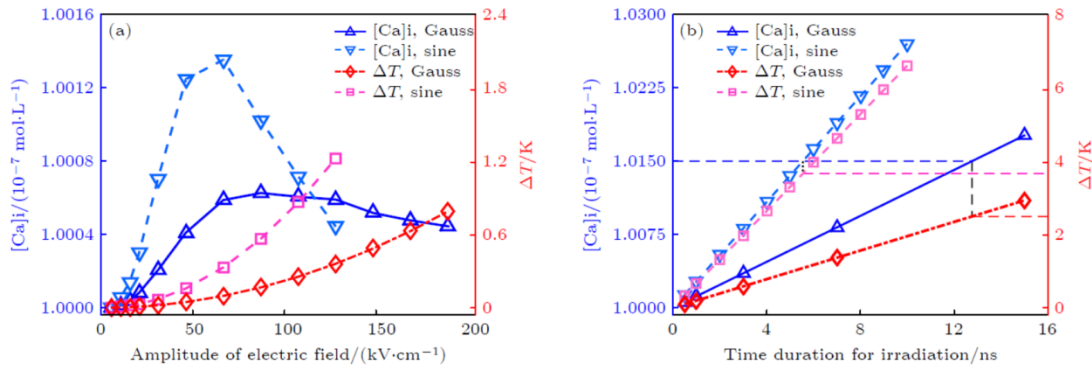 (a)
[Ca]i, Gauss
[Ca]i, sine
ΔT, Gauss
ΔT, sine
[Ca]i/(10⁻⁷ mol·L⁻¹)
1.0016
1.0012
1.0008
1.0004
1.0000
2.4
1.8
1.2
0.6
0
ΔT/K
0 50 100 150 200
Amplitude of electric field/(kV·cm⁻¹)
(b)
[Ca]i, Gauss
[Ca]i, sine
ΔT, Gauss
ΔT, sine
[Ca]i/(10⁻⁷ mol·L⁻¹)
1.0300
1.0225
1.0150
1.0075
1.0000
8
6
4
2
0
ΔT/K
0 4 8 12 16
Time duration for irradiation/ns